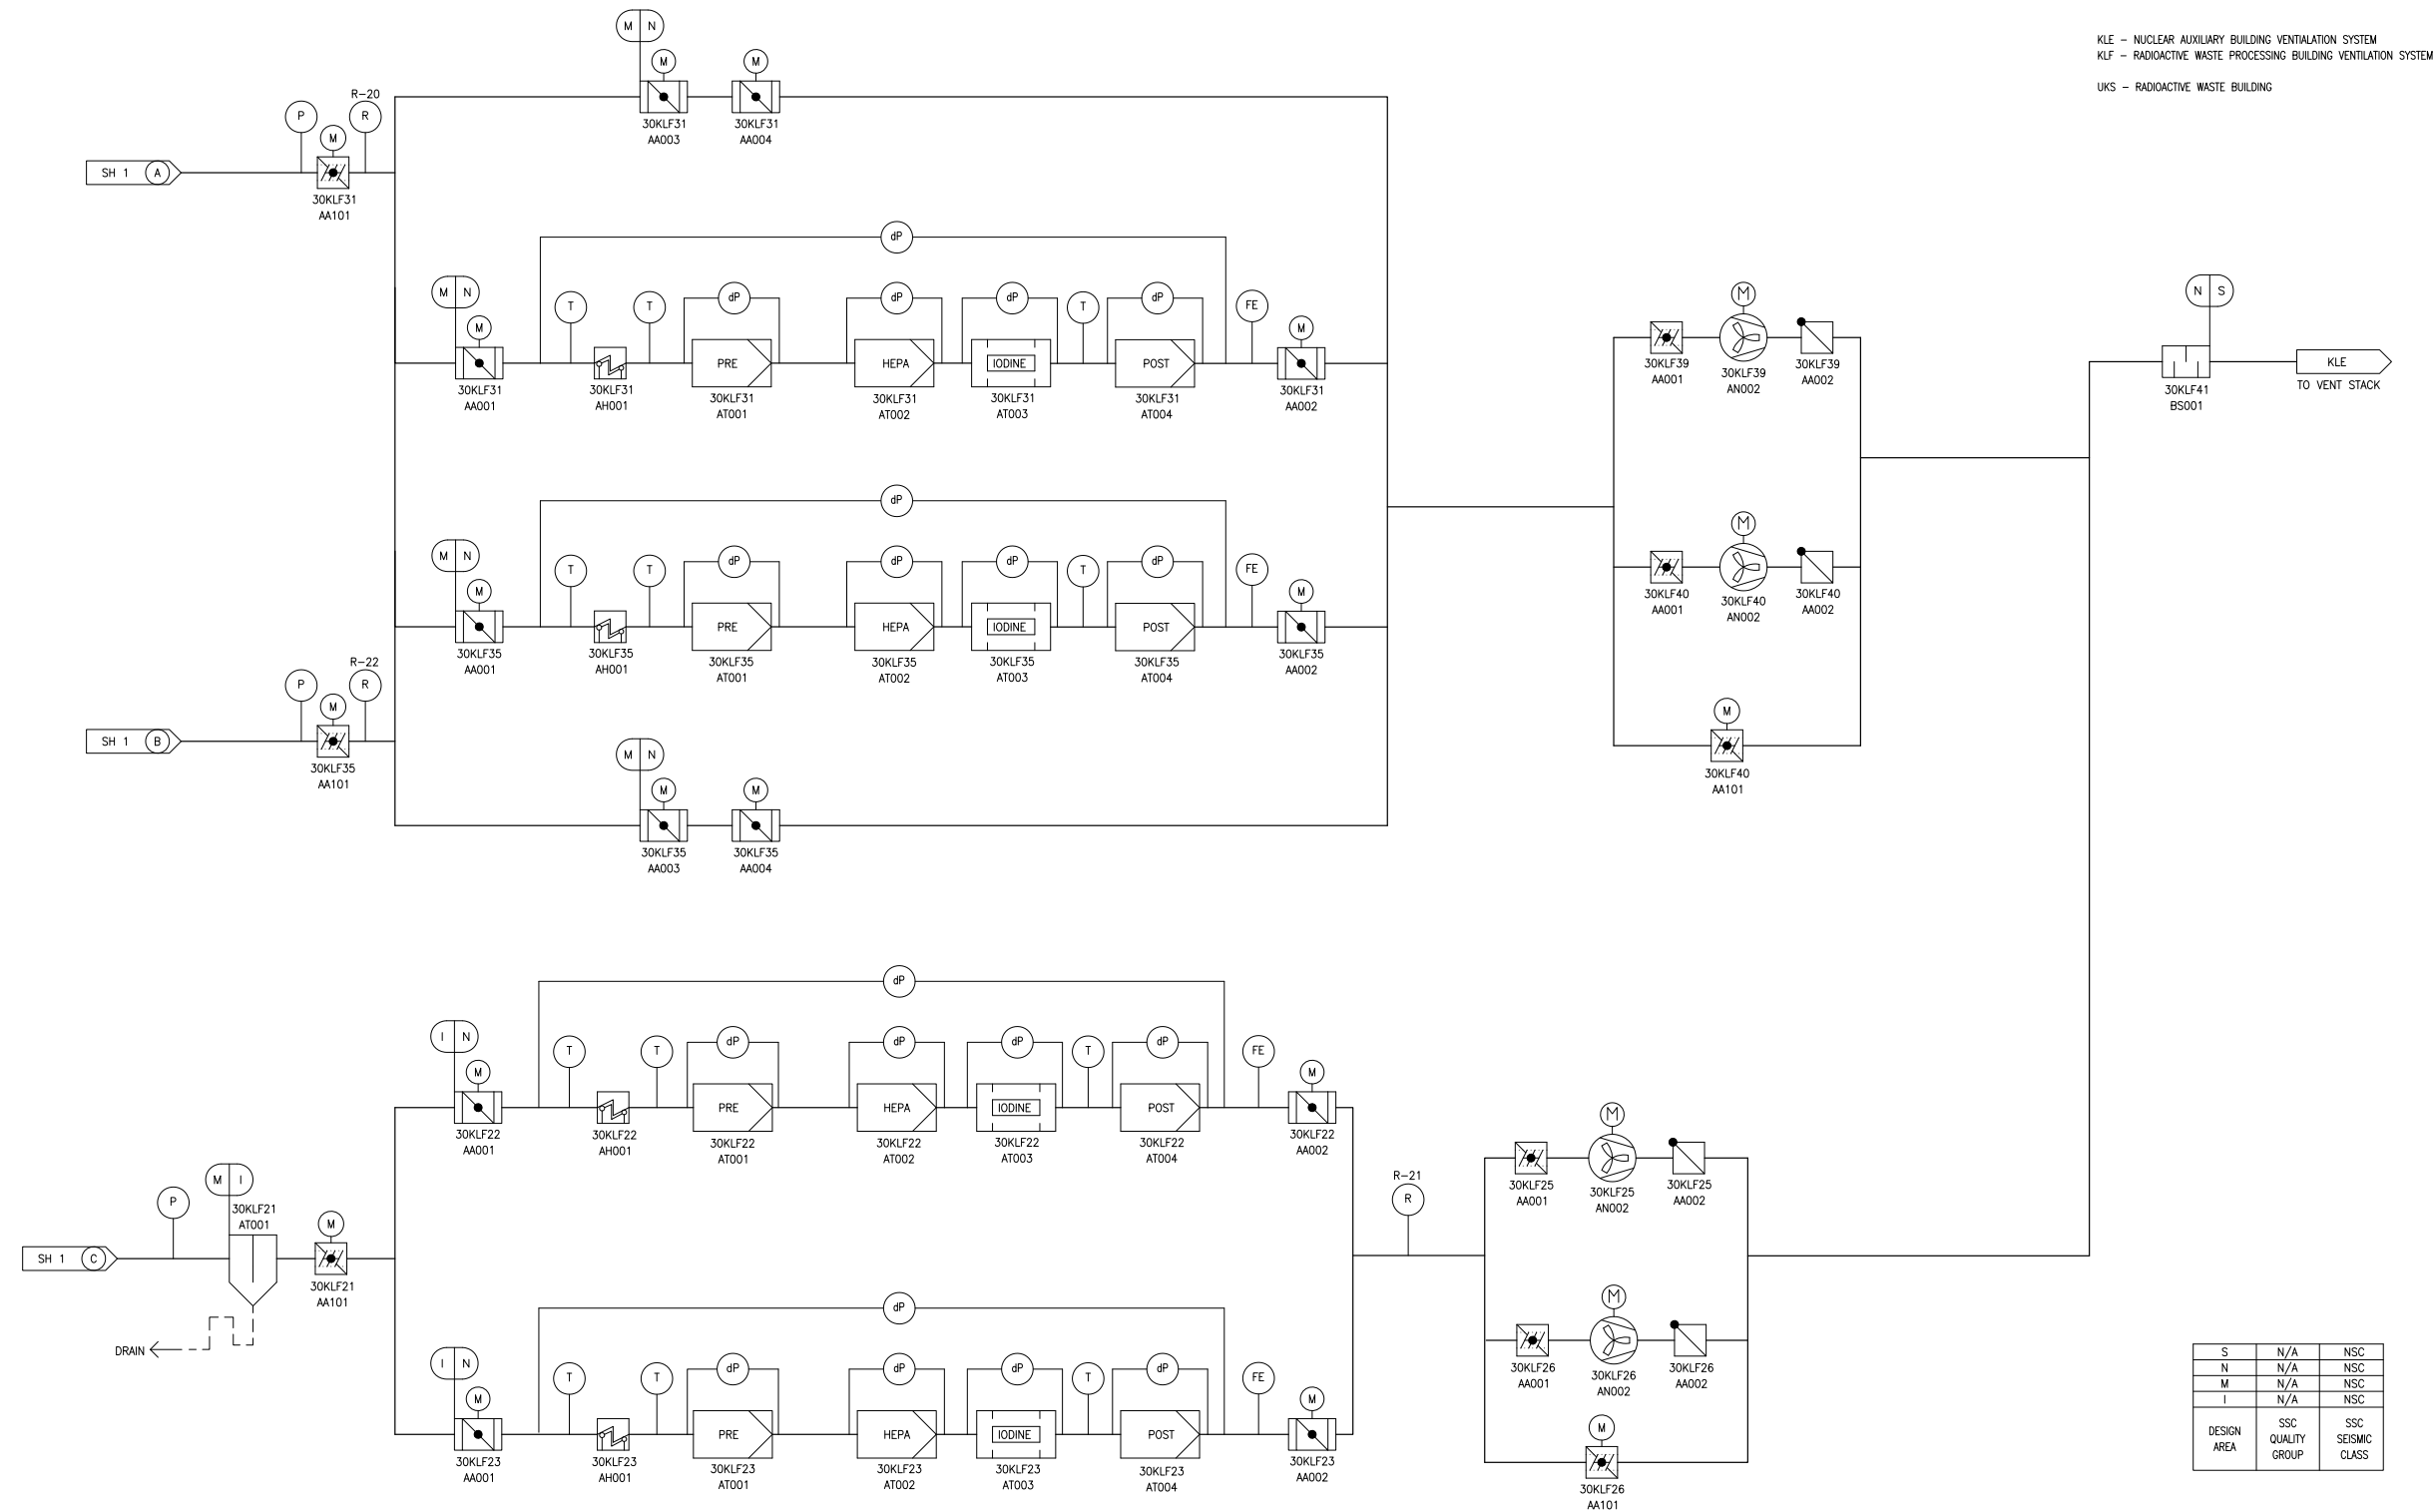 KLE – NUCLEAR AUXILIARY BUILDING VENTIALATION SYSTEM
KLF – RADIOACTIVE WASTE PROCESSING BUILDING VENTILATION SYSTEM
UKS – RADIOACTIVE WASTE BUILDING
M N
M
M
30KLF31
AA003
30KLF31
AA004
R–20
P
M
R
SH 1 A
30KLF31
AA101
dP
M N
M
T
T
dP
dP
dP
T
dP
FE
M
PRE
HEPA
IODINE
POST
30KLF31
AA001
30KLF31
AH001
30KLF31
AT001
30KLF31
AT002
30KLF31
AT003
30KLF31
AT004
30KLF31
AA002
dP
M N
M
T
T
dP
dP
dP
T
dP
FE
M
PRE
HEPA
IODINE
POST
30KLF35
AA001
30KLF35
AH001
30KLF35
AT001
30KLF35
AT002
30KLF35
AT003
30KLF35
AT004
30KLF35
AA002
R–22
P
M
R
SH 1 B
30KLF35
AA101
M N
M
M
30KLF35
AA003
30KLF35
AA004
M
30KLF39
AA001
30KLF39
AN002
30KLF39
AA002
M
30KLF40
AA001
30KLF40
AN002
30KLF40
AA002
M
30KLF40
AA101
N S
30KLF41
BS001
KLE
TO VENT STACK
dP
I N
M
T
T
dP
dP
dP
T
dP
FE
M
PRE
HEPA
IODINE
POST
30KLF22
AA001
30KLF22
AH001
30KLF22
AT001
30KLF22
AT002
30KLF22
AT003
30KLF22
AT004
30KLF22
AA002
P
M I
30KLF21
AT001
M
SH 1 C
30KLF21
AA101
DRAIN
dP
I N
M
T
T
dP
dP
dP
T
dP
FE
M
PRE
HEPA
IODINE
POST
30KLF23
AA001
30KLF23
AH001
30KLF23
AT001
30KLF23
AT002
30KLF23
AT003
30KLF23
AT004
30KLF23
AA002
R–21
R
M
30KLF25
AA001
30KLF25
AN002
30KLF25
AA002
M
30KLF26
AA001
30KLF26
AN002
30KLF26
AA002
M
30KLF26
AA101
S N/A NSC
N N/A NSC
M N/A NSC
I N/A NSC
DESIGN
AREA
SSC
QUALITY
GROUP
SSC
SEISMIC
CLASS